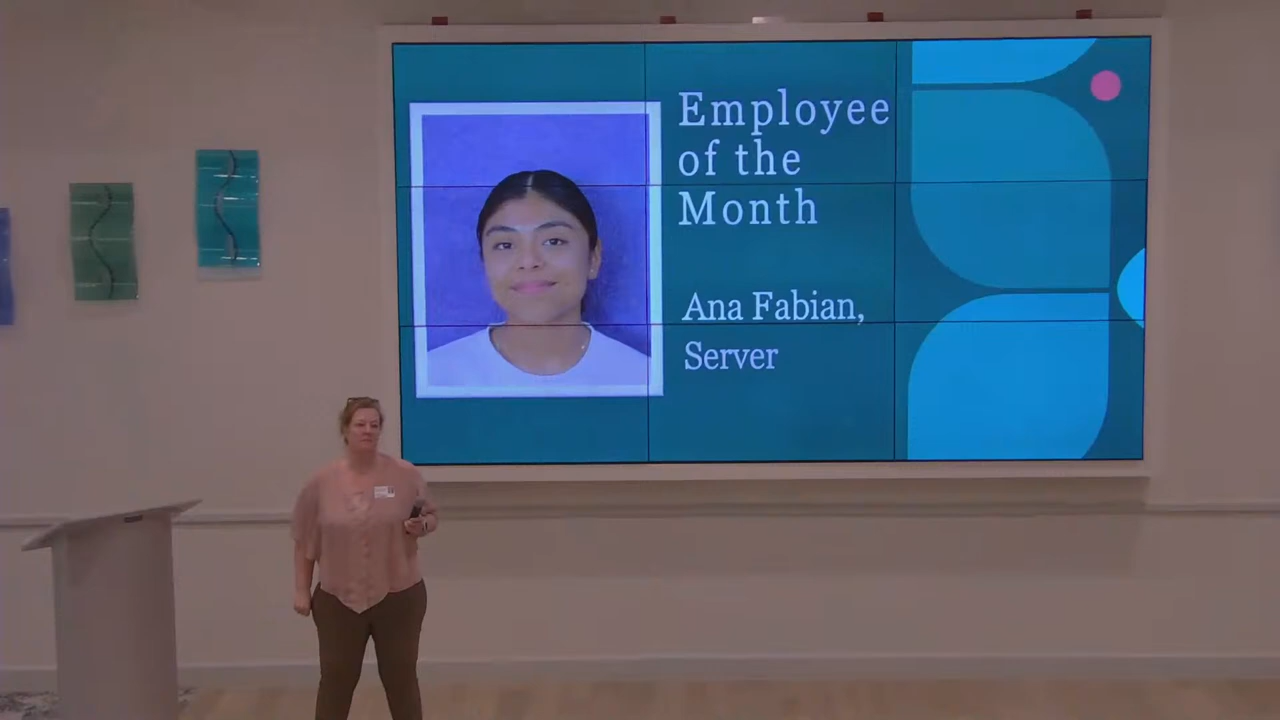 Employee
of the
Month
Ana Fabian,
Server